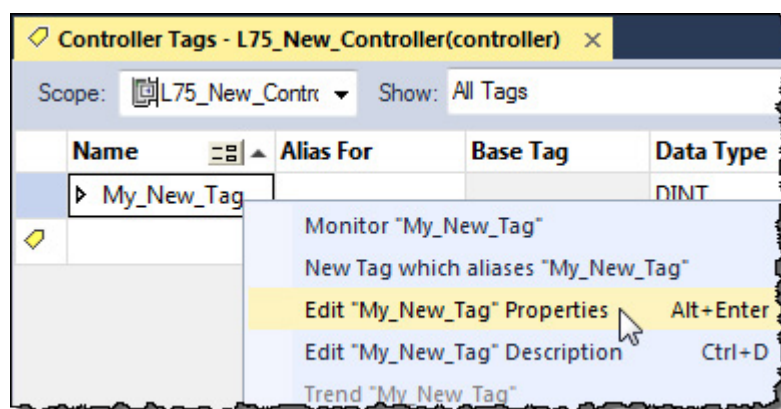 Controller Tags - L75_New_Controller(controller) ×
Scope: L75_New_Contr Show: All Tags
Name Alias For Base Tag Data Type
My_New_Tag DINT
Monitor "My_New_Tag"
New Tag which aliases "My_New_Tag"
Edit "My_New_Tag" Properties Alt+Enter
Edit "My_New_Tag" Description Ctrl+D
Trend "My_New_Tag"